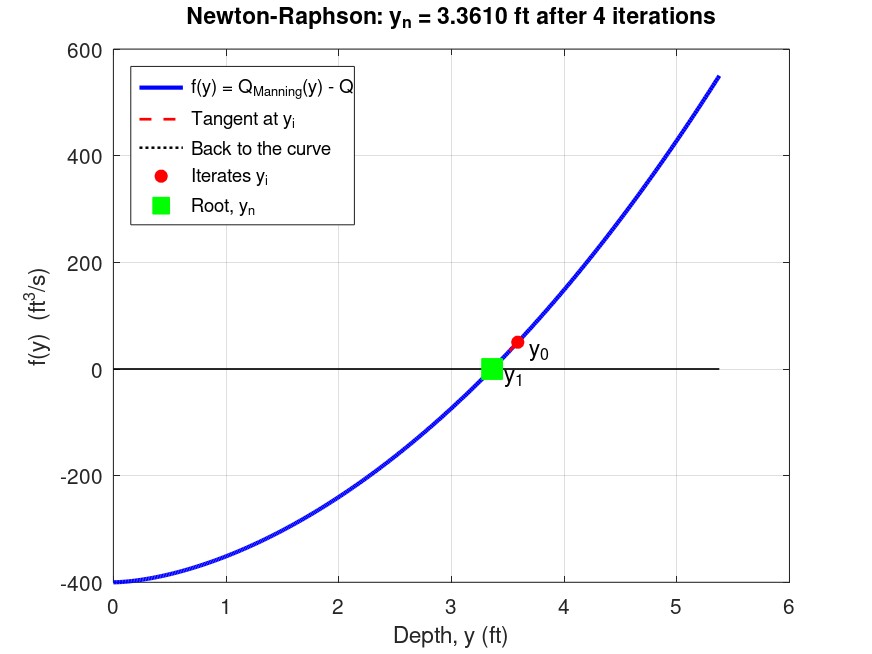 Newton-Raphson: yₙ = 3.3610 ft after 4 iterations
600
400
200
0
-200
-400
f(y) (ft³/s)
f(y) = Q_Manning(y) - Q
Tangent at yᵢ
Back to the curve
Iterates yᵢ
Root, yₙ
y₀
y₁
0 1 2 3 4 5 6
Depth, y (ft)